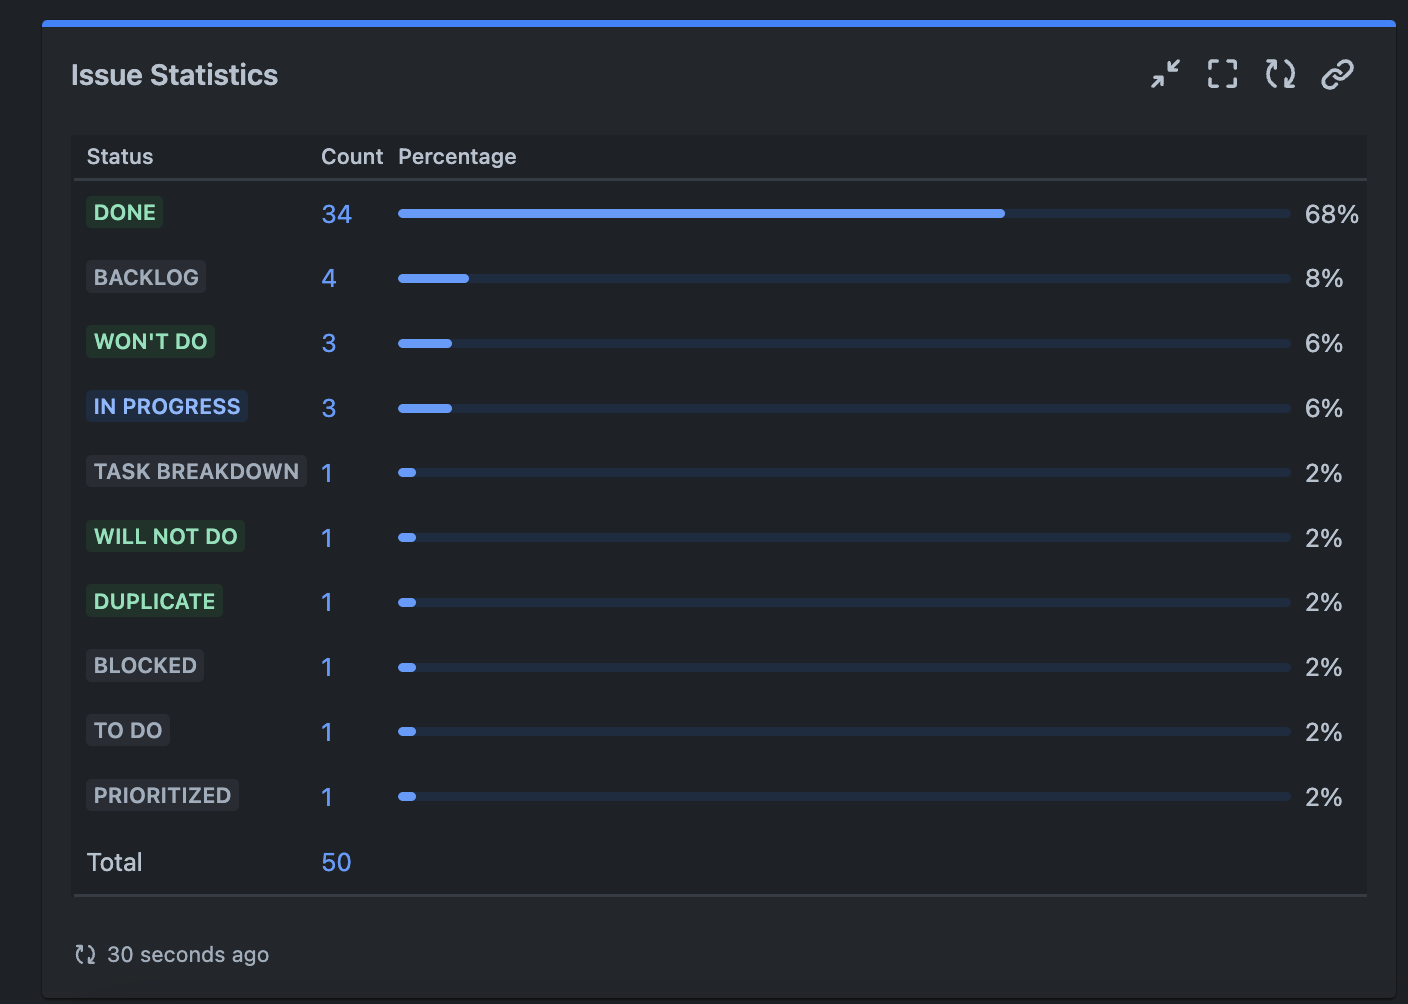 Issue Statistics
Status Count Percentage
DONE 34 68%
BACKLOG 4 8%
WON'T DO 3 6%
IN PROGRESS 3 6%
TASK BREAKDOWN 1 2%
WILL NOT DO 1 2%
DUPLICATE 1 2%
BLOCKED 1 2%
TO DO 1 2%
PRIORITIZED 1 2%
Total 50
30 seconds ago